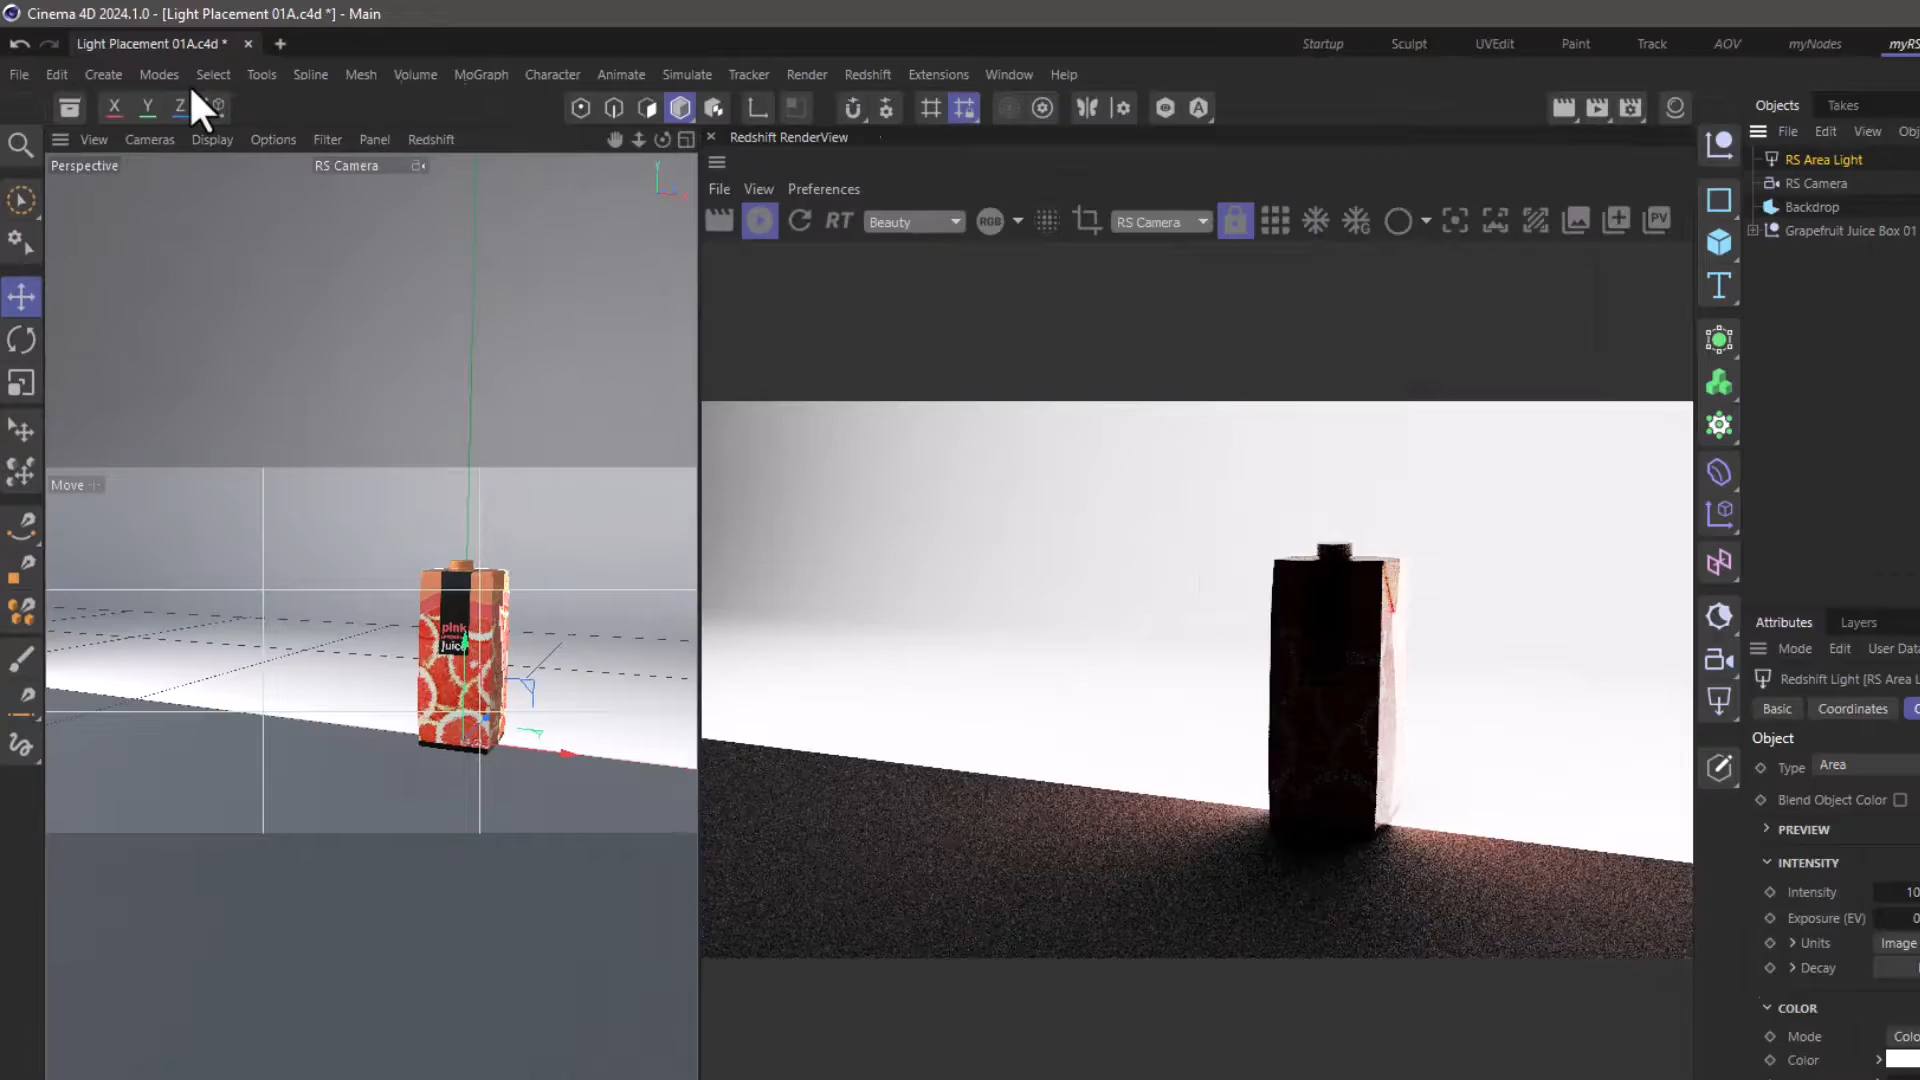 Cinema 4D 2024.1.0 - [Light Placement 01A.c4d *] - Main
Light Placement 01A.c4d *
Startup Sculpt UVEdit Paint Track AOV myNodes myRS
File Edit Create Modes Select Tools Spline Mesh Volume MoGraph Character Animate Simulate Tracker Render Redshift Extensions Window Help
X Y Z
Objects Takes
View Cameras Display Options Filter Panel Redshift
Redshift RenderView
File Edit View Obj
Perspective
RS Camera
Y
RS Area Light
RS Camera
Backdrop
Grapefruit Juice Box 01
File View Preferences
RT Beauty RGB RS Camera PV
Move
pink
juice
Attributes Layers
Mode Edit User Data
Redshift Light [RS Area L
Basic Coordinates
Object
Type Area
Blend Object Color
PREVIEW
INTENSITY
Intensity 10
Exposure (EV) 0
Units Image
Decay
COLOR
Mode Colo
Color